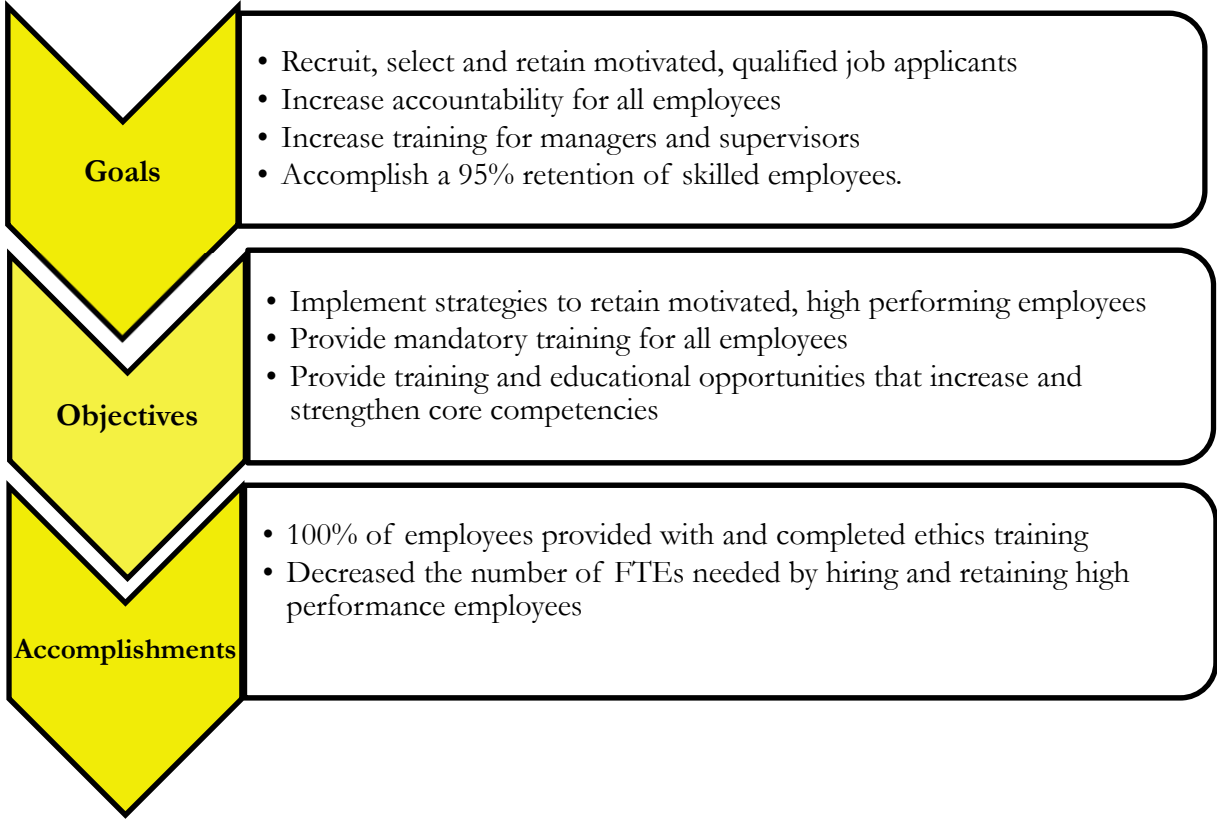 Goals
• Recruit, select and retain motivated, qualified job applicants
• Increase accountability for all employees
• Increase training for managers and supervisors
• Accomplish a 95% retention of skilled employees.
Objectives
• Implement strategies to retain motivated, high performing employees
• Provide mandatory training for all employees
• Provide training and educational opportunities that increase and
strengthen core competencies
Accomplishments
• 100% of employees provided with and completed ethics training
• Decreased the number of FTEs needed by hiring and retaining high
performance employees